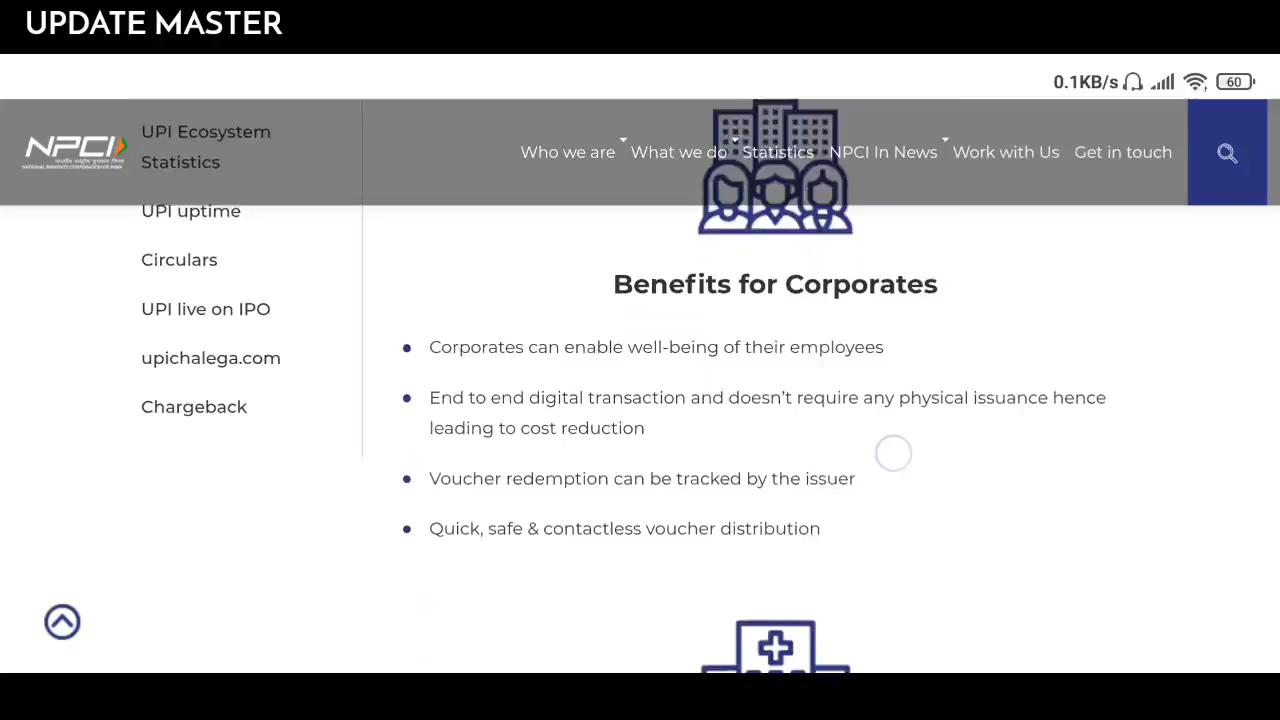 UPDATE MASTER
0.1KB/s
60
NPCI
UPI Ecosystem
Statistics
Who we are
What we do
Statistics
NPCI In News
Work with Us
Get in touch
UPI uptime
Circulars
UPI live on IPO
upichalega.com
Chargeback
Benefits for Corporates
Corporates can enable well-being of their employees
End to end digital transaction and doesn’t require any physical issuance hence
leading to cost reduction
Voucher redemption can be tracked by the issuer
Quick, safe & contactless voucher distribution